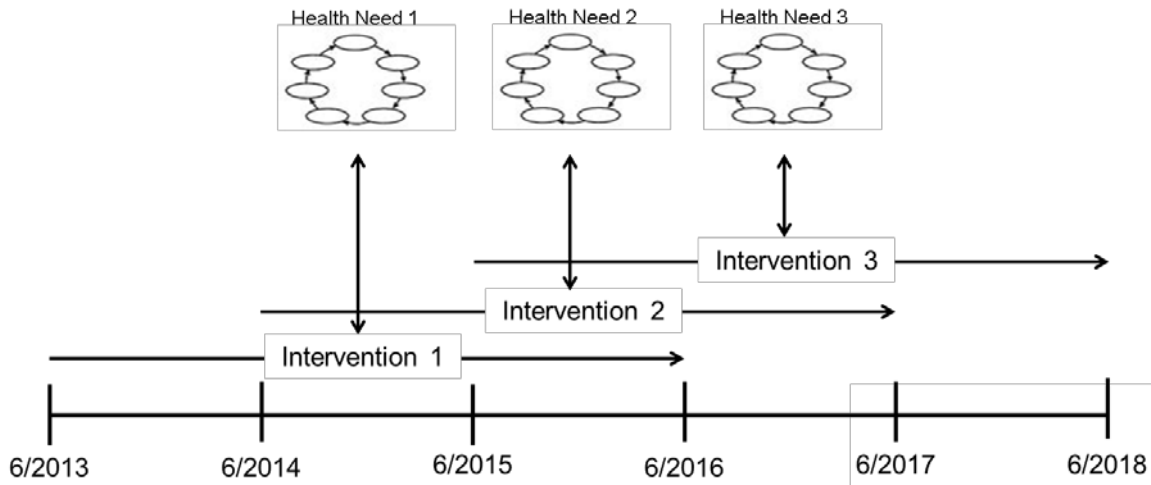 Health Need 1
Health Need 2
Health Need 3
Intervention 3
Intervention 2
Intervention 1
6/2013
6/2014
6/2015
6/2016
6/2017
6/2018